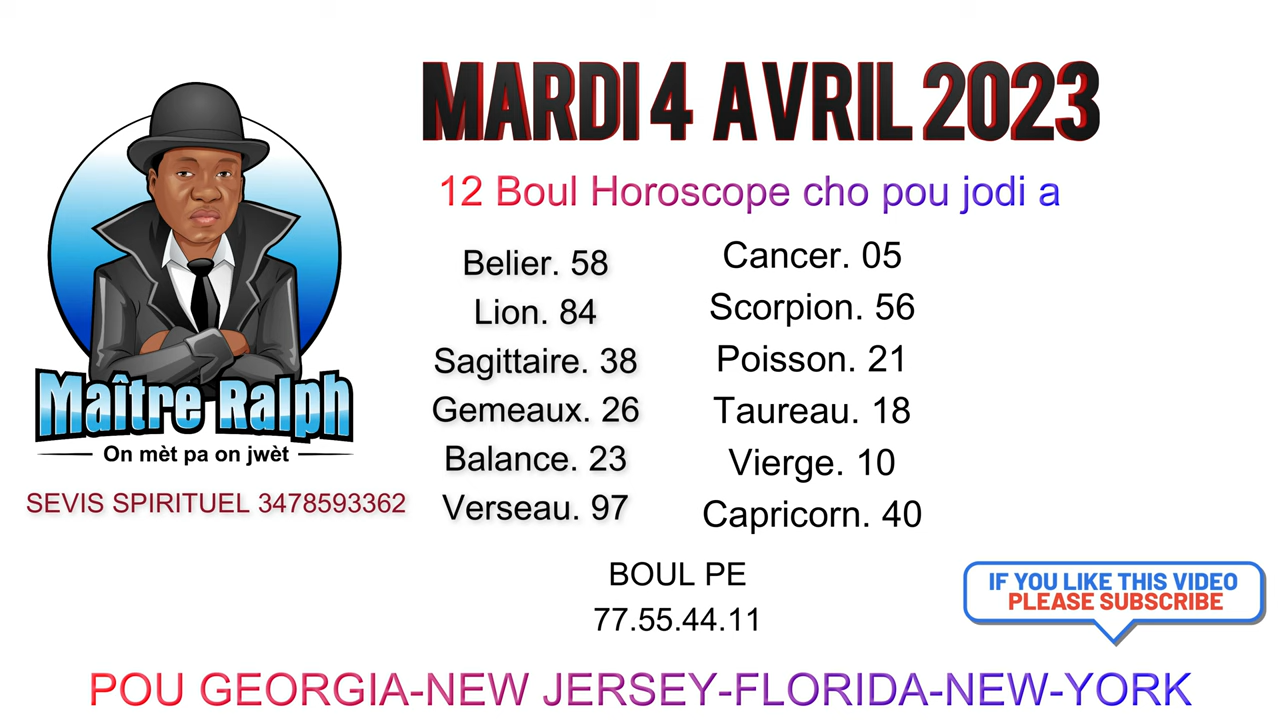 MARDI 4 AVRIL 2023
12 Boul Horoscope cho pou jodi a
Belier. 58
Lion. 84
Sagittaire. 38
Gemeaux. 26
Balance. 23
Verseau. 97
Cancer. 05
Scorpion. 56
Poisson. 21
Taureau. 18
Vierge. 10
Capricorn. 40
Maître Ralph
On mèt pa on jwèt
SEVIS SPIRITUEL 3478593362
BOUL PE
77.55.44.11
IF YOU LIKE THIS VIDEO
PLEASE SUBSCRIBE
POU GEORGIA-NEW JERSEY-FLORIDA-NEW-YORK